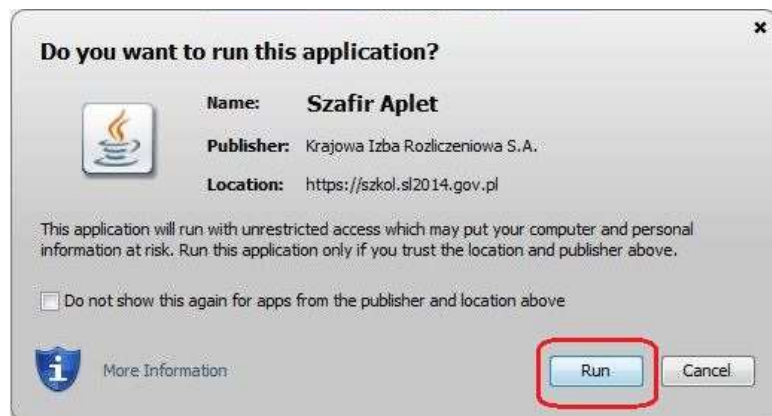 Do you want to run this application?
Name: Szafir Aplet
Publisher: Krajowa Izba Rozliczeniowa S.A.
Location: https://szkol.sl2014.gov.pl
This application will run with unrestricted access which may put your computer and personal
information at risk. Run this application only if you trust the location and publisher above.
Do not show this again for apps from the publisher and location above
More Information
Run
Cancel